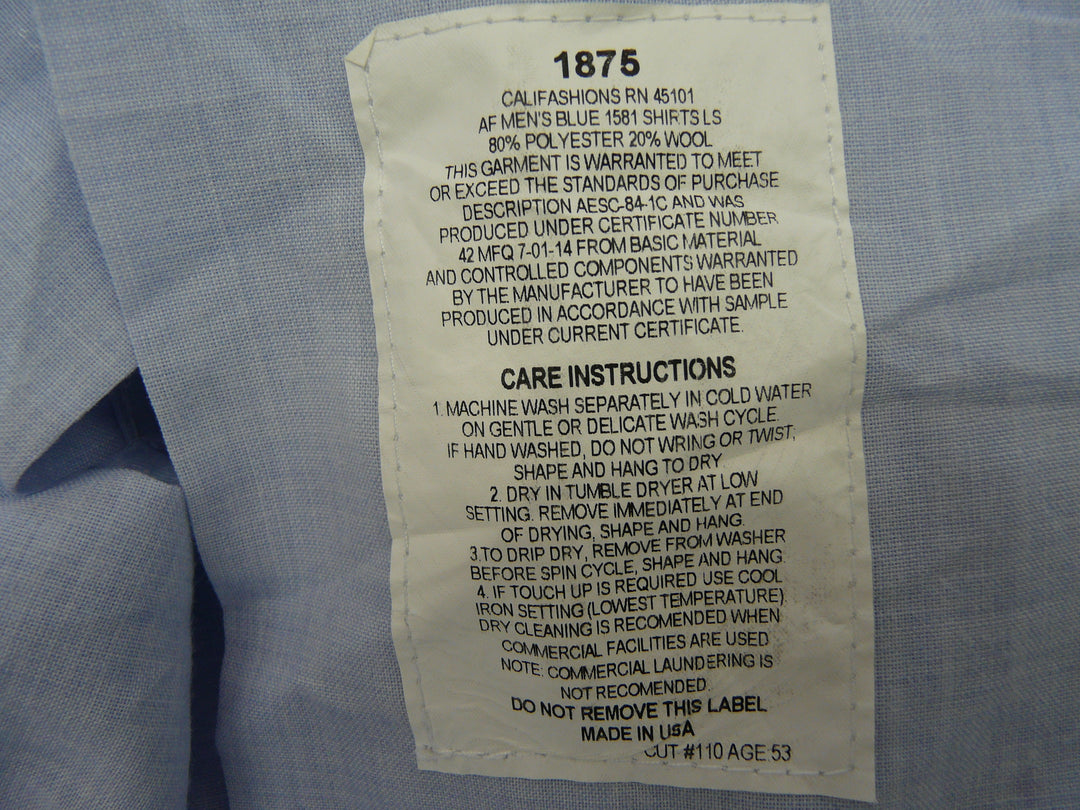 1875
CALIFASHIONS RN 45101
AF MEN'S BLUE 1581 SHIRTS LS
80% POLYESTER 20% WOOL
THIS GARMENT IS WARRANTED TO MEET
OR EXCEED THE STANDARDS OF PURCHASE
DESCRIPTION AESC-84-1C AND WAS
PRODUCED UNDER CERTIFICATE NUMBER
42 MFQ 7-01-14 FROM BASIC MATERIAL
AND CONTROLLED COMPONENTS WARRANTED
BY THE MANUFACTURER TO HAVE BEEN
PRODUCED IN ACCORDANCE WITH SAMPLE
UNDER CURRENT CERTIFICATE.
CARE INSTRUCTIONS
1. MACHINE WASH SEPARATELY IN COLD WATER
ON GENTLE OR DELICATE WASH CYCLE.
IF HAND WASHED, DO NOT WRING OR TWIST,
SHAPE AND HANG TO DRY.
2. DRY IN TUMBLE DRYER AT LOW
SETTING. REMOVE IMMEDIATELY AT END
OF DRYING, SHAPE AND HANG.
3.TO DRIP DRY, REMOVE FROM WASHER
BEFORE SPIN CYCLE, SHAPE AND HANG.
4. IF TOUCH UP IS REQUIRED USE COOL
IRON SETTING (LOWEST TEMPERATURE)
DRY CLEANING IS RECOMENDED WHEN
COMMERCIAL FACILITIES ARE USED
NOTE: COMMERCIAL LAUNDERING IS
NOT RECOMENDED.
DO NOT REMOVE THIS LABEL
MADE IN USA
CUT #110 AGE 53